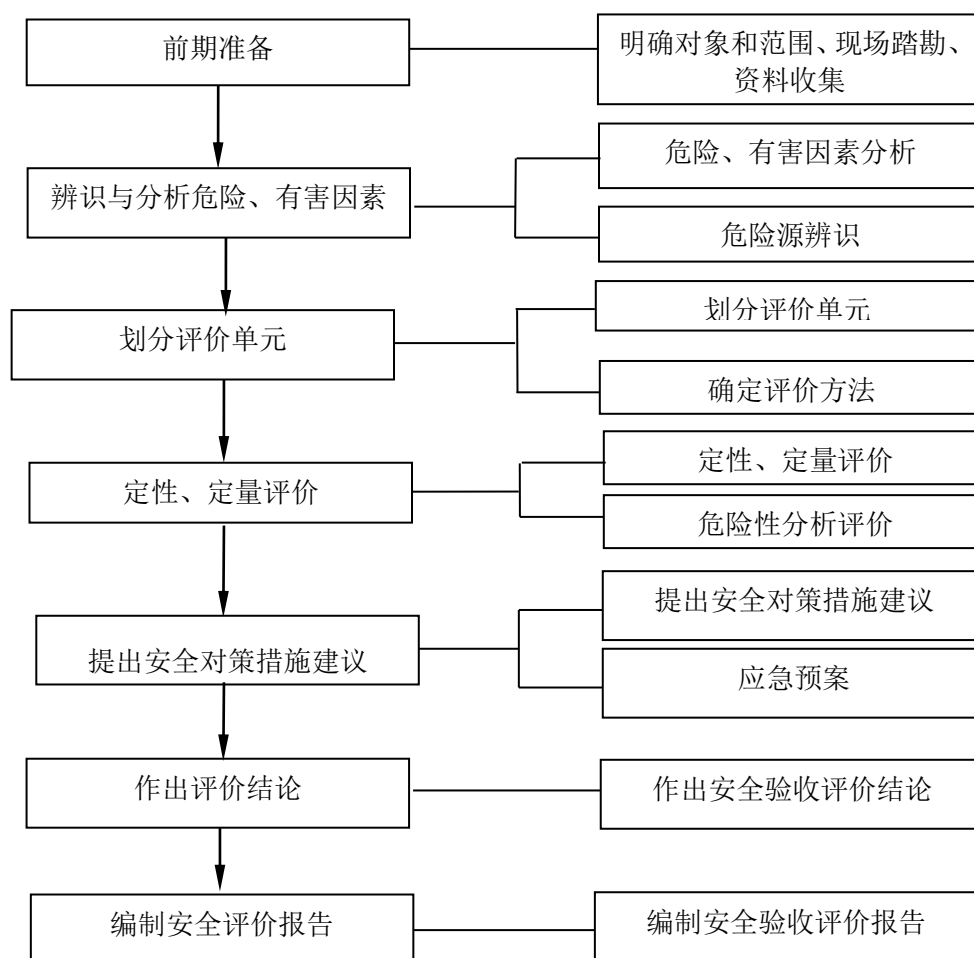 前期准备
明确对象和范围、现场踏勘、
资料收集
危险、有害因素分析
辨识与分析危险、有害因素
危险源辨识
划分评价单元
划分评价单元
确定评价方法
定性、定量评价
定性、定量评价
危险性分析评价
提出安全对策措施建议
提出安全对策措施建议
应急预案
作出评价结论
作出安全验收评价结论
编制安全评价报告
编制安全验收评价报告